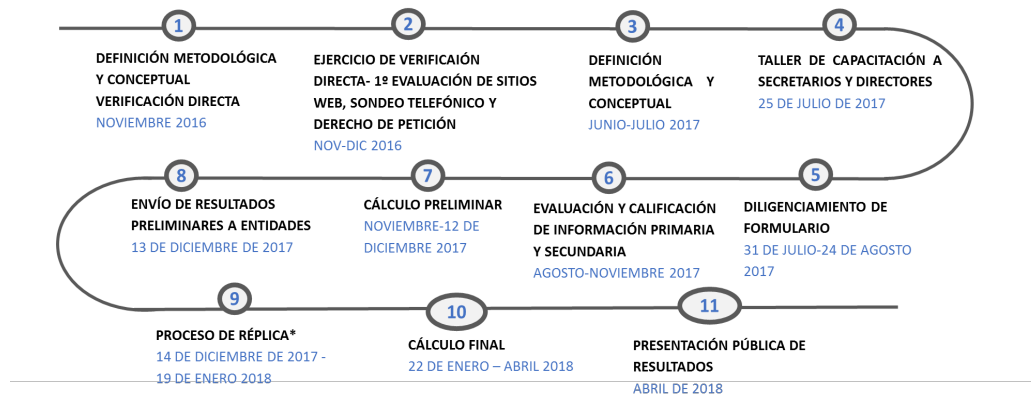 1
DEFINICIÓN METODOLÓGICA
Y CONCEPTUAL
VERIFICACIÓN DIRECTA
NOVIEMBRE 2016
2
EJERCICIO DE VERIFICAIÓN
DIRECTA- 1º EVALUACIÓN DE SITIOS
WEB, SONDEO TELEFÓNICO Y
DERECHO DE PETICIÓN
NOV-DIC 2016
3
DEFINICIÓN
METODOLÓGICA Y
CONCEPTUAL
JUNIO-JULIO 2017
4
TALLER DE CAPACITACIÓN A
SECRETARIOS Y DIRECTORES
25 DE JULIO DE 2017
5
DILIGENCIAMIENTO DE
FORMULARIO
31 DE JULIO-24 DE AGOSTO
2017
6
EVALUACIÓN Y CALIFICACIÓN
DE INFORMACIÓN PRIMARIA
Y SECUNDARIA
AGOSTO-NOVIEMBRE 2017
7
CÁLCULO PRELIMINAR
NOVIEMBRE-12 DE
DICIEMBRE 2017
8
ENVÍO DE RESULTADOS
PRELIMINARES A ENTIDADES
13 DE DICIEMBRE DE 2017
9
PROCESO DE RÉPLICA*
14 DE DICIEMBRE DE 2017 -
19 DE ENERO 2018
10
CÁLCULO FINAL
22 DE ENERO – ABRIL 2018
11
PRESENTACIÓN PÚBLICA DE
RESULTADOS
ABRIL DE 2018